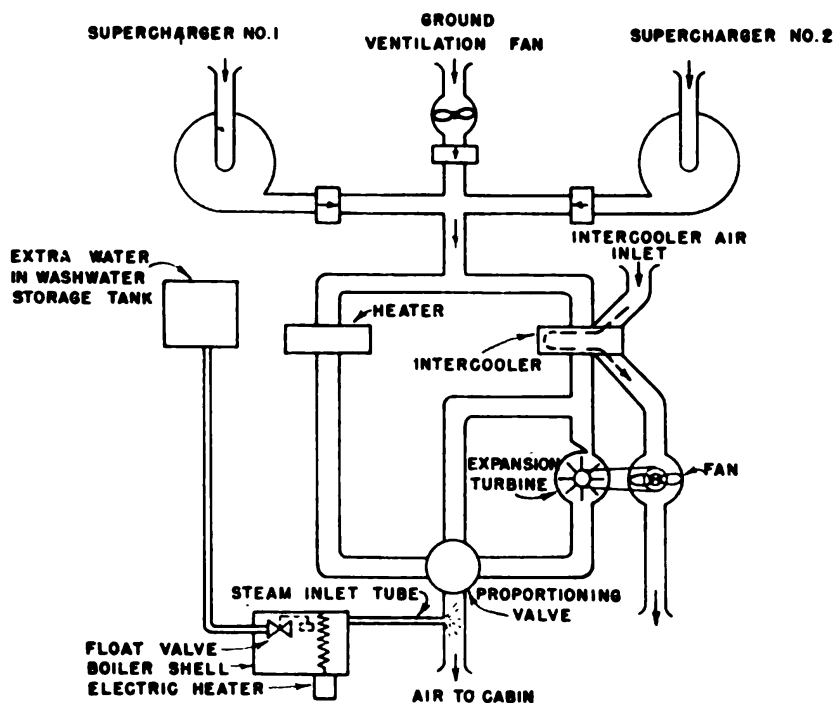 SUPERCHARGER NO.1
GROUND
VENTILATION FAN
SUPERCHARGER NO.2
INTERCOOLER AIR
INLET
EXTRA WATER
IN WASHWATER
STORAGE TANK
HEATER
INTERCOOLER
EXPANSION
TURBINE
FAN
STEAM INLET TUBE
PROPORTIONING
VALVE
FLOAT VALVE
BOILER SHELL
ELECTRIC HEATER
AIR TO CABIN